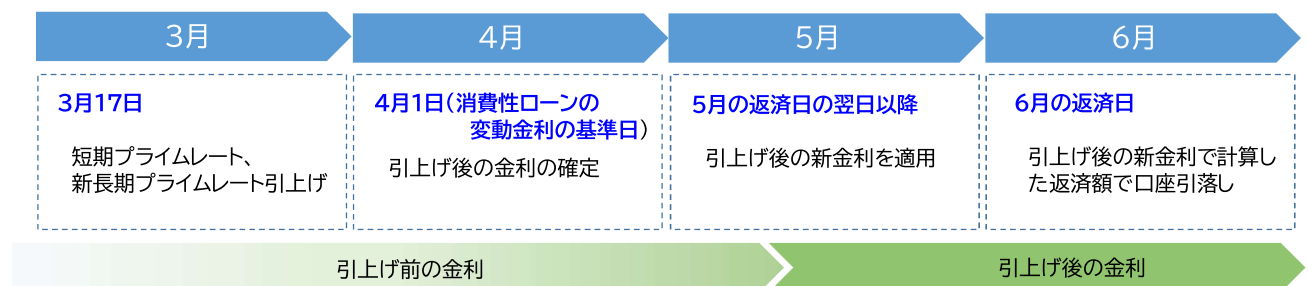 3月
4月
5月
6月
3月17日
短期プライムレート、
新長期プライムレート引上げ
4月1日(消費性ローンの
変動金利の基準日)
引上げ後の金利の確定
5月の返済日の翌日以降
引上げ後の新金利を適用
6月の返済日
引上げ後の新金利で計算し
た返済額で口座引落し
引上げ前の金利
引上げ後の金利